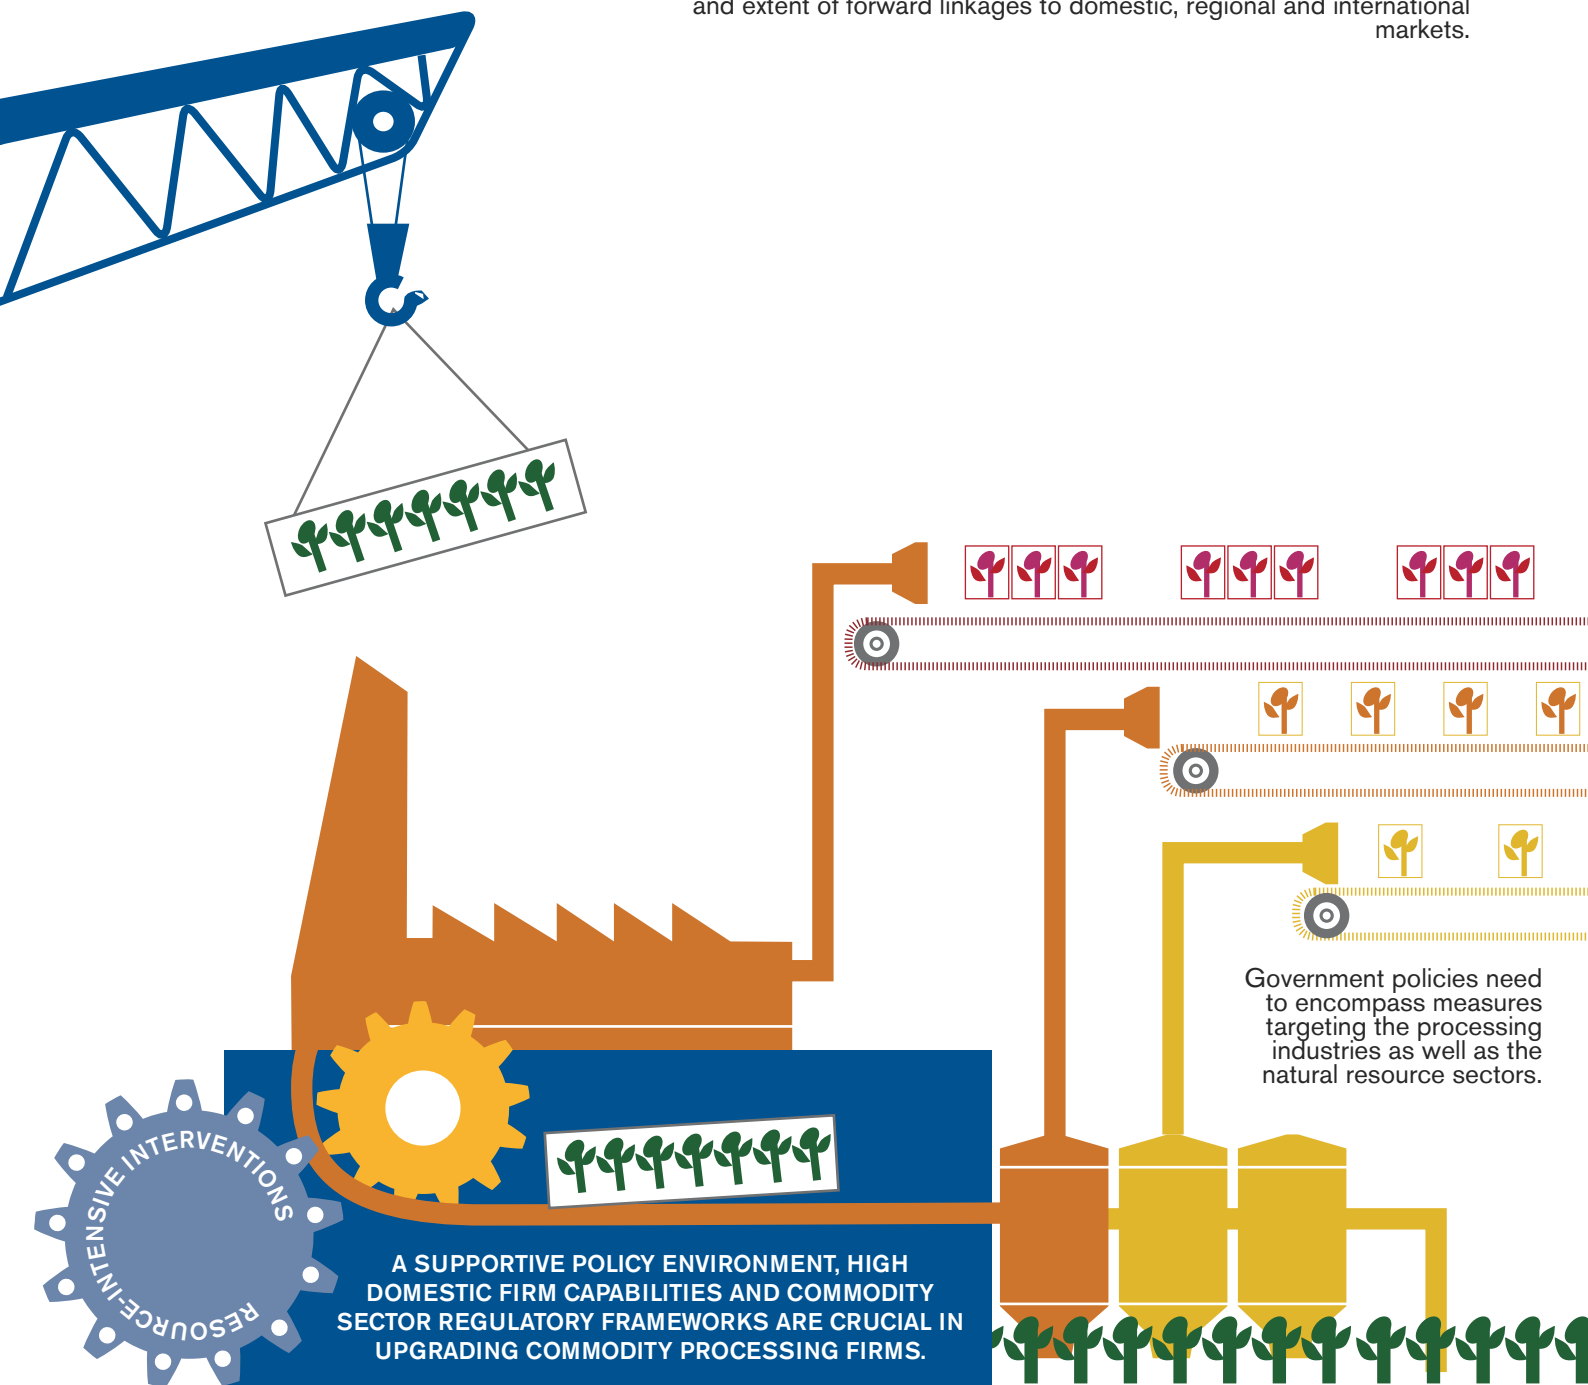 and extent of forward linkages to domestic, regional and international
markets.
Government policies need
to encompass measures
targeting the processing
industries as well as the
natural resource sectors.
RESOURCE-INTENSIVE INTERVENTIONS
A SUPPORTIVE POLICY ENVIRONMENT, HIGH
DOMESTIC FIRM CAPABILITIES AND COMMODITY
SECTOR REGULATORY FRAMEWORKS ARE CRUCIAL IN
UPGRADING COMMODITY PROCESSING FIRMS.